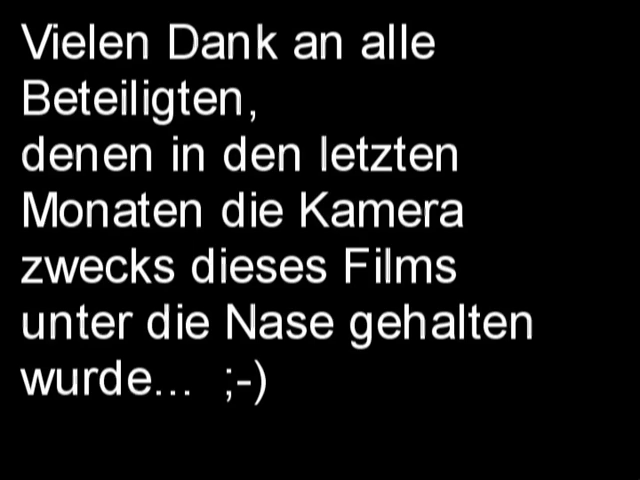 Vielen Dank an alle
Beteiligten,
denen in den letzten
Monaten die Kamera
zwecks dieses Films
unter die Nase gehalten
wurde...  ;-)